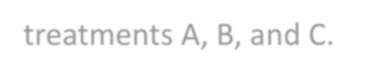 treatments A, B, and C.